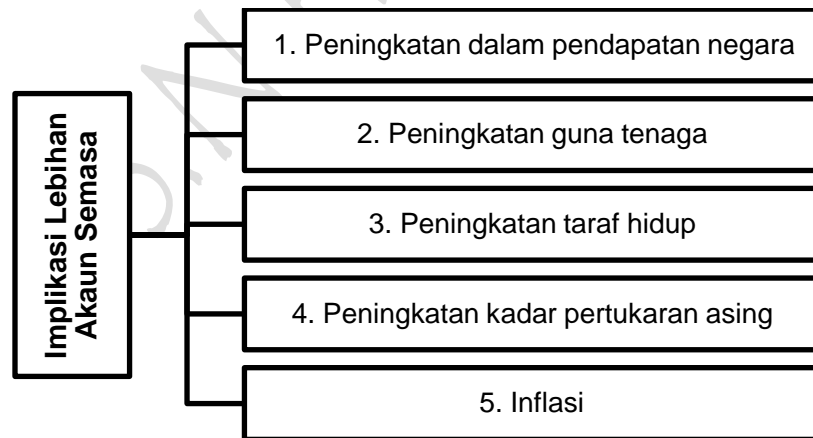 Implikasi Lebihan
Akaun Semasa
1. Peningkatan dalam pendapatan negara
2. Peningkatan guna tenaga
3. Peningkatan taraf hidup
4. Peningkatan kadar pertukaran asing
5. Inflasi